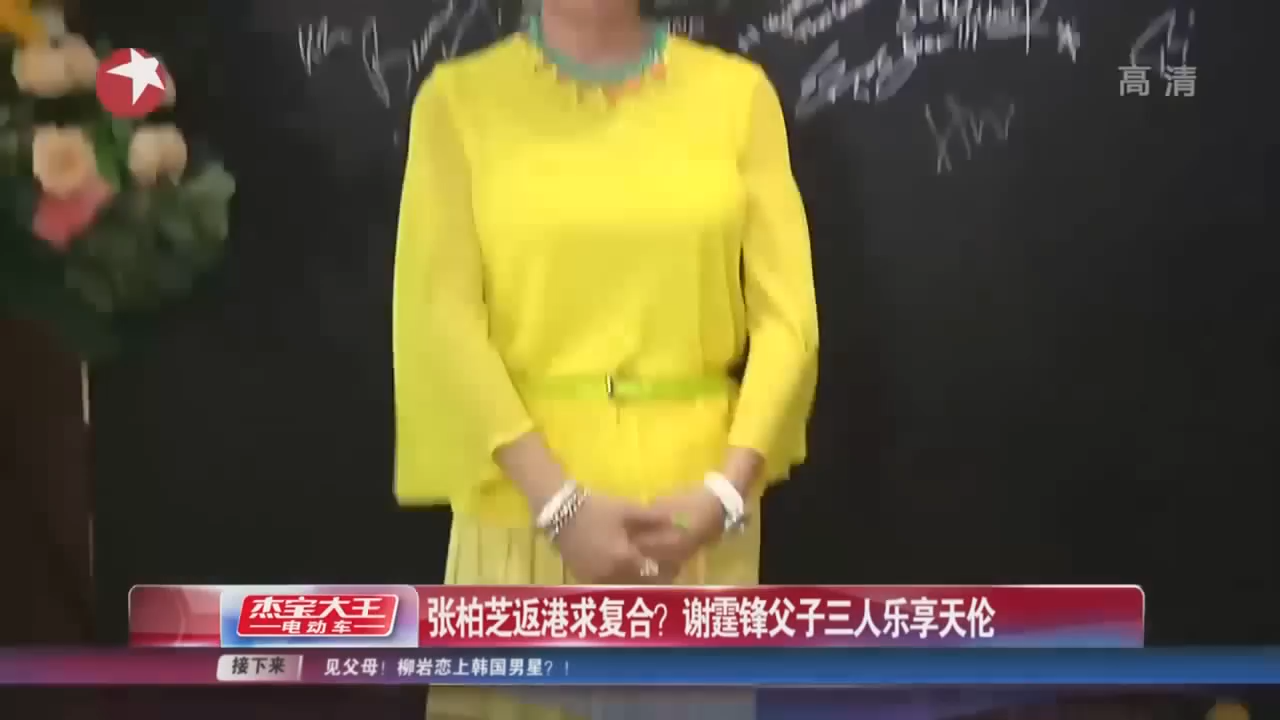 高清
杰宝大王
电动车
张柏芝返港求复合？谢霆锋父子三人乐享天伦
接下来
见父母！柳岩恋上韩国男星？！